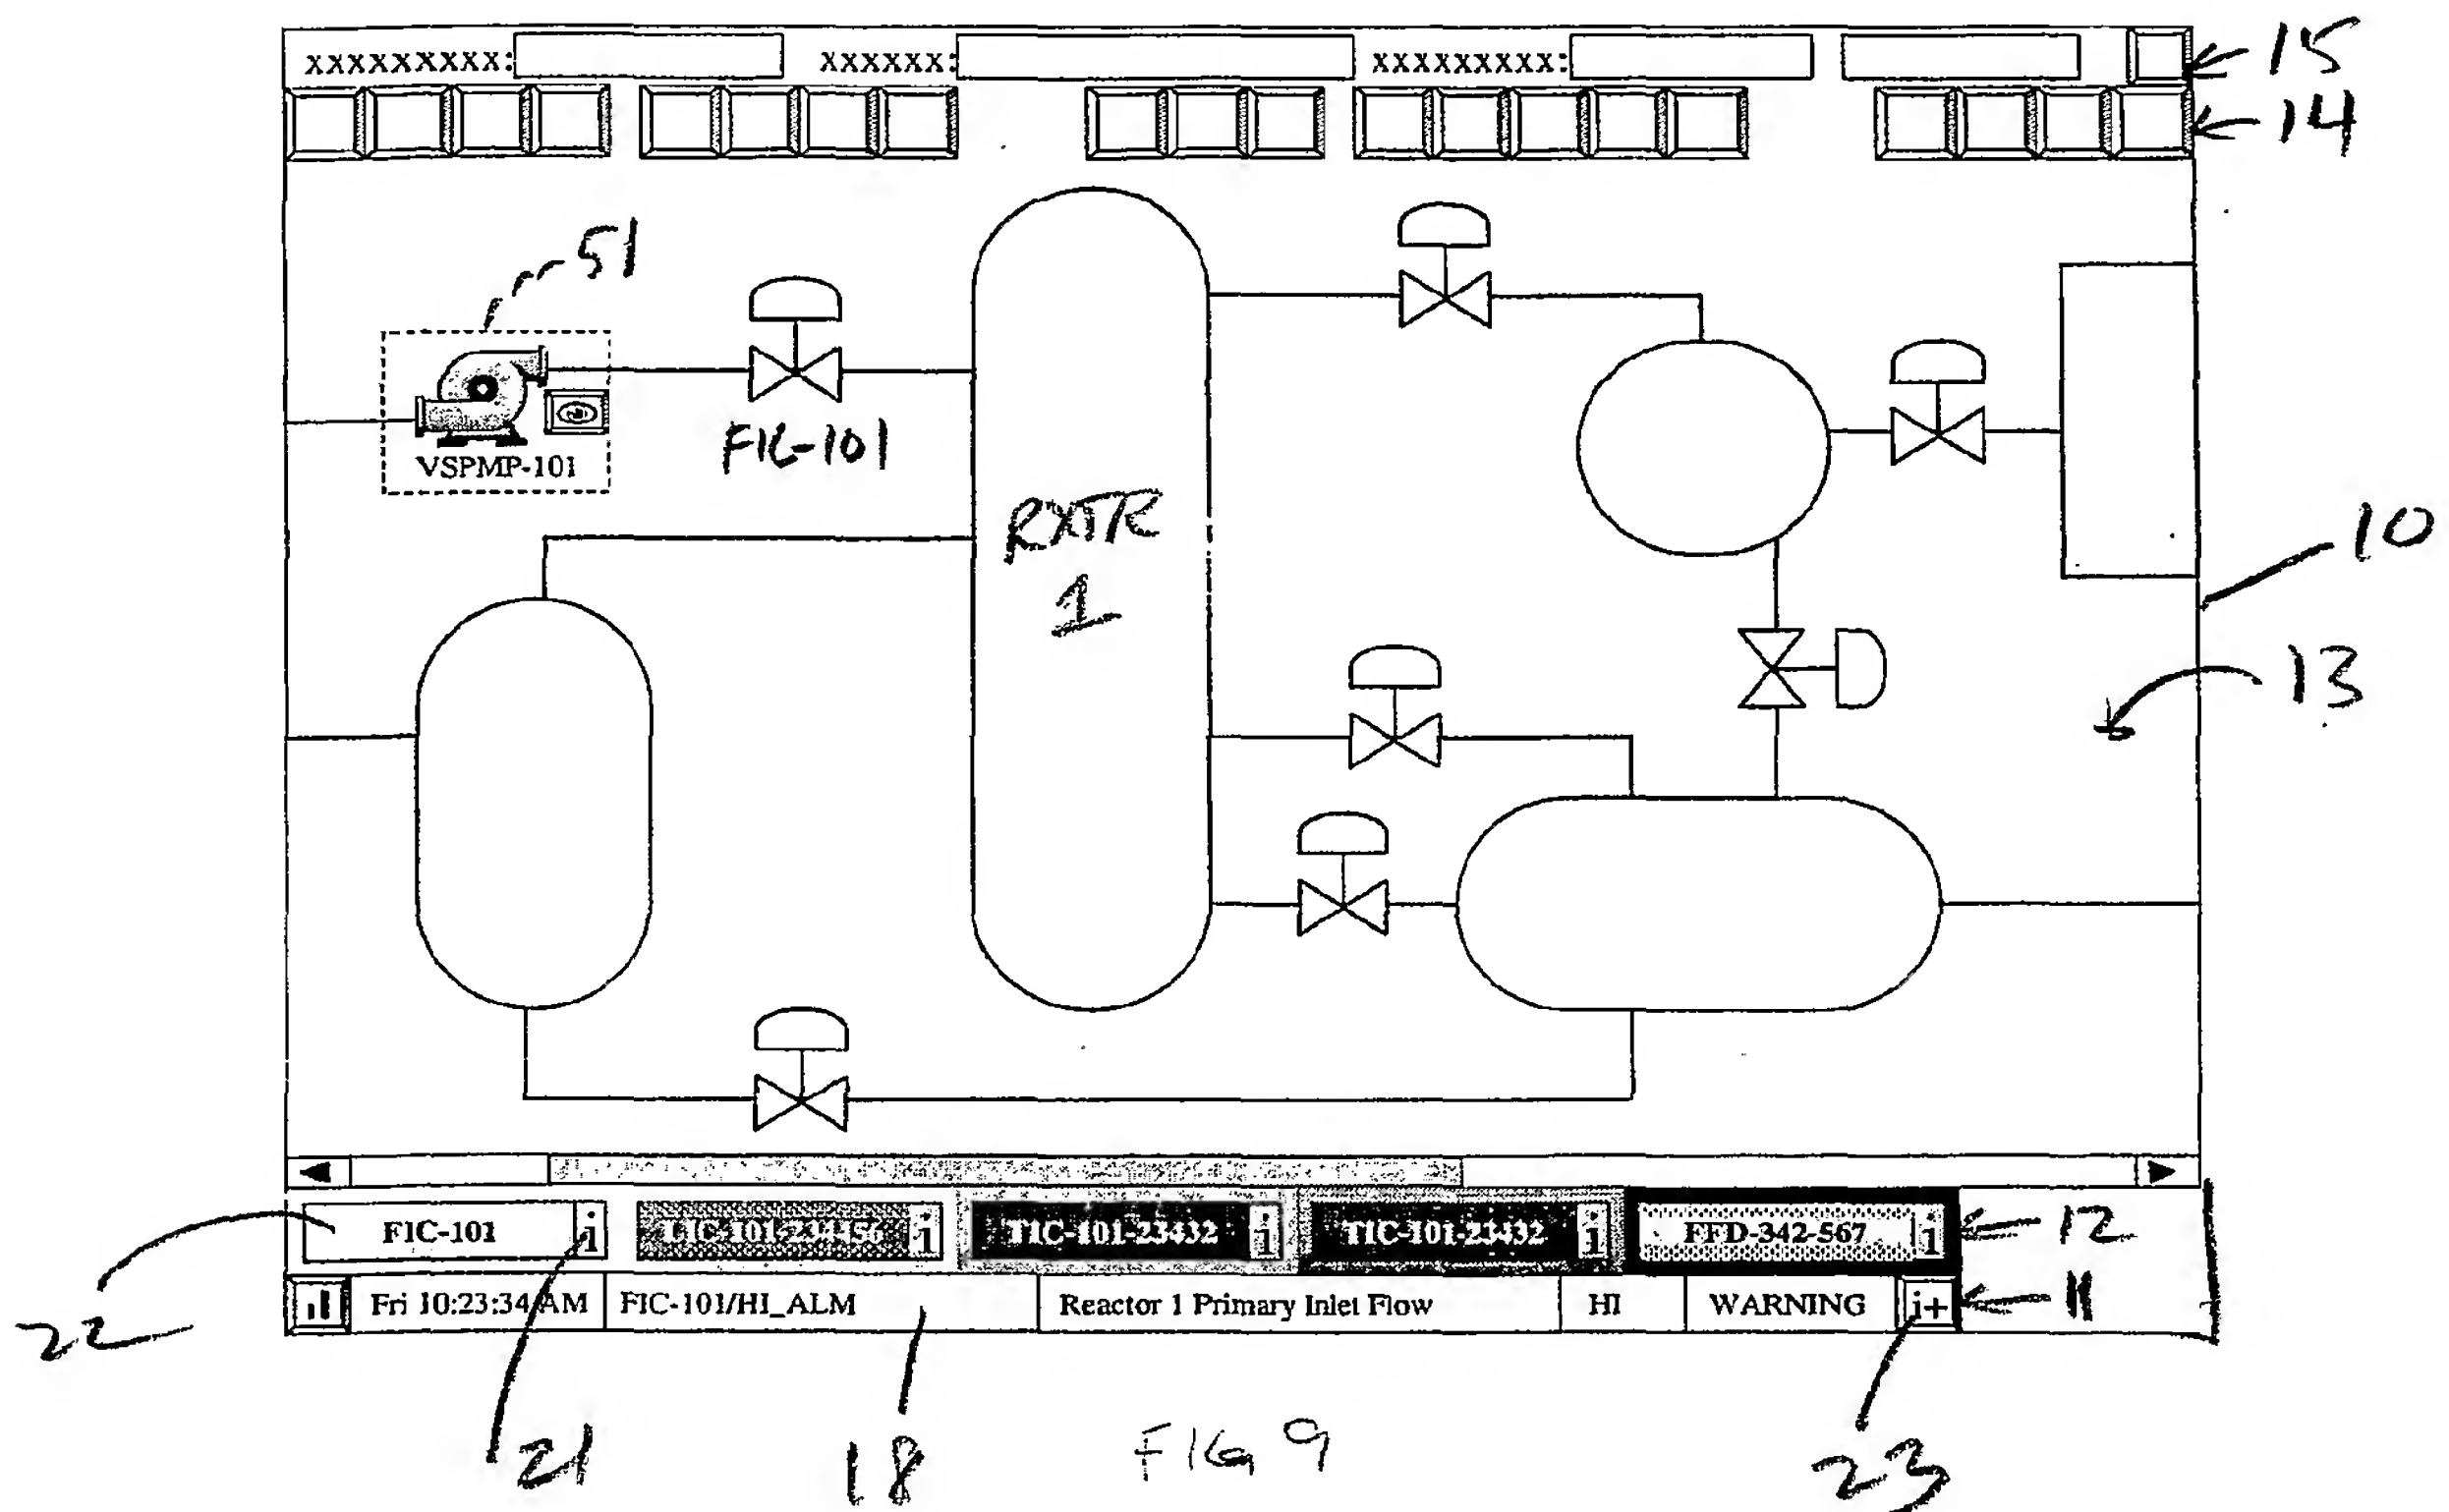 xxxxxxxxx: xxxxxx: xxxxxxxxx: 15
14
51
VSPMP-101
FIC-101
RXTR
1
10
13
FIC-101 i i TIC-101-23432 i TIC-101-23432 i FFD-342-567 i 12
Fri 10:23:34 AM FIC-101/HI_ALM Reactor 1 Primary Inlet Flow HI WARNING i+ 11
22
21
18
FIG 9
23